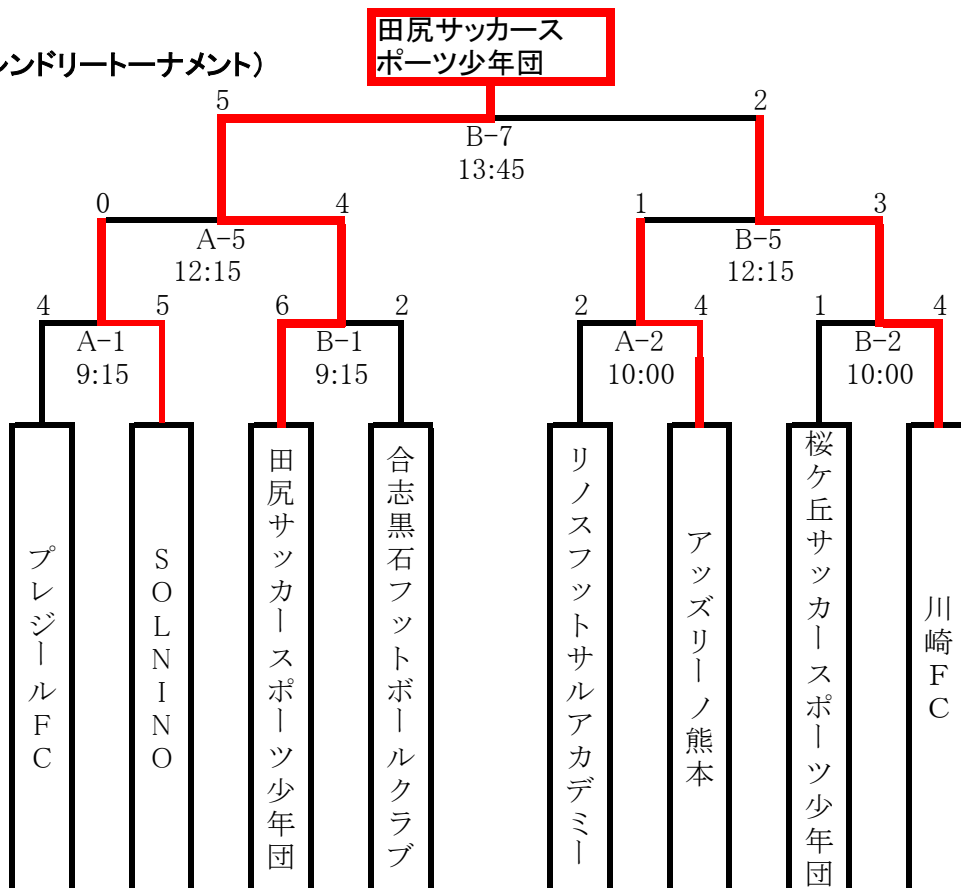 田尻サッカース
ポーツ少年団
ンドリートーナメント）
5
2
B-7
13:45
0
4
1
3
A-5
12:15
B-5
12:15
4
5
6
2
2
4
1
4
A-1
9:15
B-1
9:15
A-2
10:00
B-2
10:00
プレジールFC
SOLNINO
田尻サッカースポーツ少年団
合志黒石フットボールクラブ
リノスフットサルアカデミー
アッズリーノ熊本
桜ケ丘サッカースポーツ少年団
川崎FC